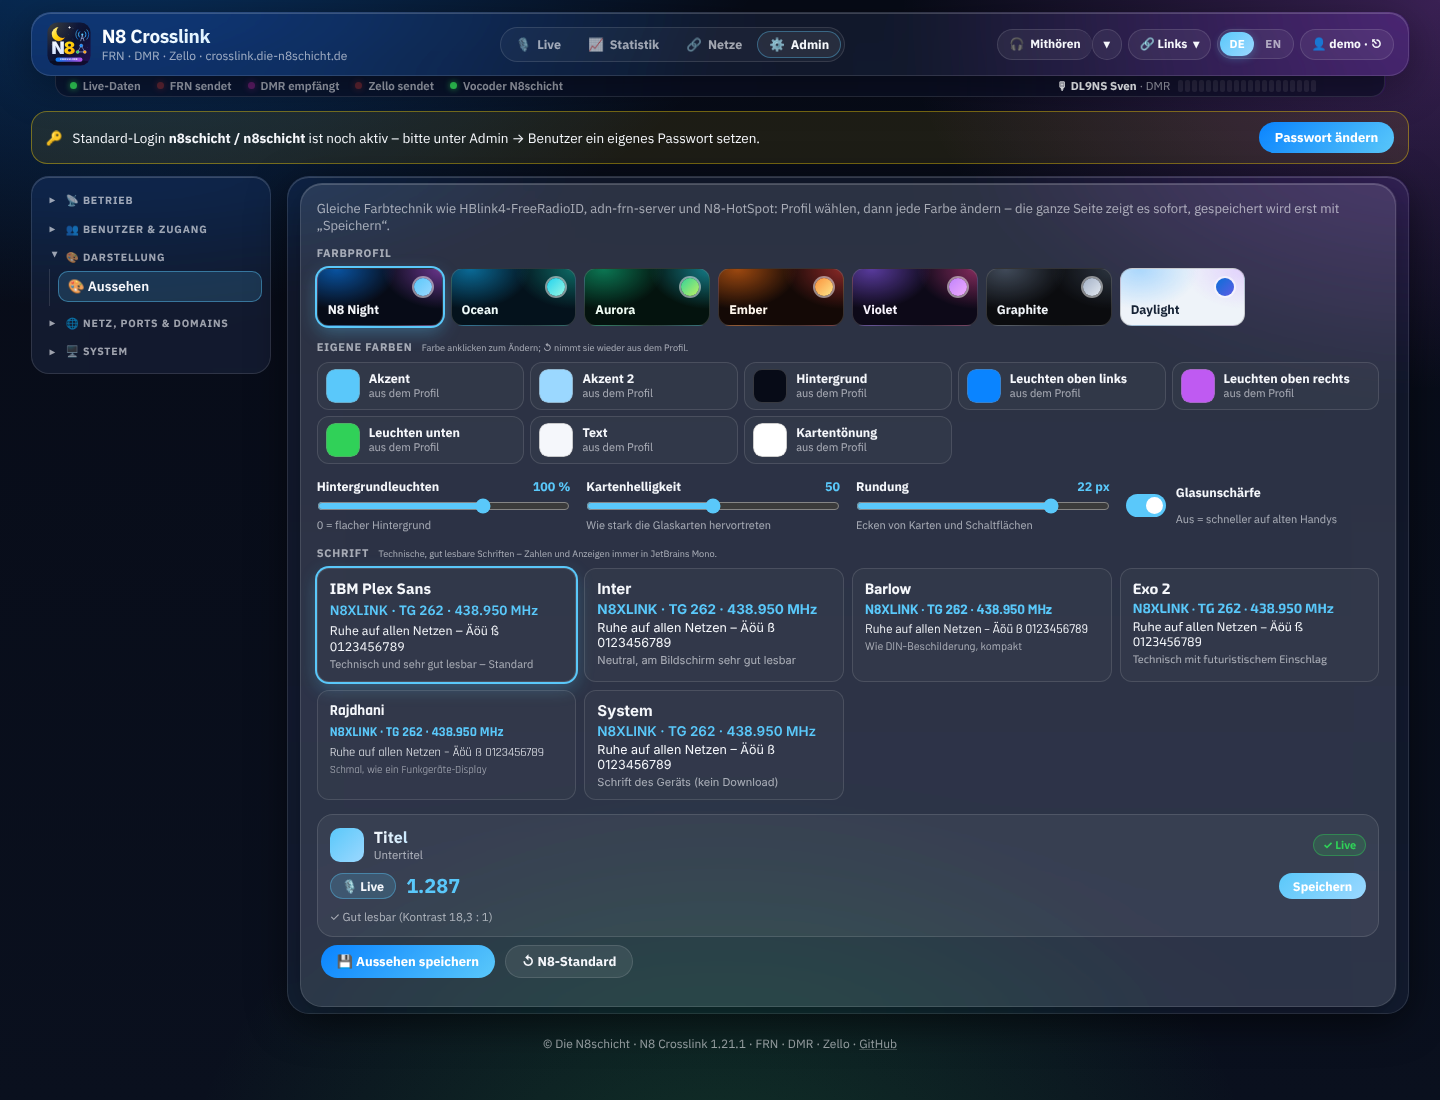 N8 Crosslink
FRN · DMR · Zello · crosslink.die-n8schicht.de
🎙️ Live
📈 Statistik
🔗 Netze
⚙️ Admin
🎧 Mithören
▾
🔗 Links ▾
DE
EN
👤 demo · ⎋
Live-Daten
FRN sendet
DMR empfängt
Zello sendet
Vocoder N8schicht
🎙 DL9NS Sven · DMR
🔑 Standard-Login n8schicht / n8schicht ist noch aktiv – bitte unter Admin → Benutzer ein eigenes Passwort setzen.
Passwort ändern
▸ 📡 BETRIEB
▸ 👥 BENUTZER & ZUGANG
▾ 🎨 DARSTELLUNG
🎨 Aussehen
▸ 🌐 NETZ, PORTS & DOMAINS
▸ 🖥️ SYSTEM
Gleiche Farbtechnik wie HBlink4-FreeRadioID, adn-frn-server und N8-HotSpot: Profil wählen, dann jede Farbe ändern – die ganze Seite zeigt es sofort, gespeichert wird erst mit
„Speichern“.
FARBPROFIL
N8 Night
Ocean
Aurora
Ember
Violet
Graphite
Daylight
EIGENE FARBEN Farbe anklicken zum Ändern; ↺ nimmt sie wieder aus dem Profil.
Akzent
aus dem Profil
Akzent 2
aus dem Profil
Hintergrund
aus dem Profil
Leuchten oben links
aus dem Profil
Leuchten oben rechts
aus dem Profil
Leuchten unten
aus dem Profil
Text
aus dem Profil
Kartentönung
aus dem Profil
Hintergrundleuchten 100 %
0 = flacher Hintergrund
Kartenhelligkeit 50
Wie stark die Glaskarten hervortreten
Rundung 22 px
Ecken von Karten und Schaltflächen
Glasunschärfe
Aus = schneller auf alten Handys
SCHRIFT Technische, gut lesbare Schriften – Zahlen und Anzeigen immer in JetBrains Mono.
IBM Plex Sans
N8XLINK · TG 262 · 438.950 MHz
Ruhe auf allen Netzen – Äöü ß
0123456789
Technisch und sehr gut lesbar – Standard
Inter
N8XLINK · TG 262 · 438.950 MHz
Ruhe auf allen Netzen – Äöü ß
0123456789
Neutral, am Bildschirm sehr gut lesbar
Barlow
N8XLINK · TG 262 · 438.950 MHz
Ruhe auf allen Netzen – Äöü ß 0123456789
Wie DIN-Beschilderung, kompakt
Exo 2
N8XLINK · TG 262 · 438.950 MHz
Ruhe auf allen Netzen – Äöü ß
0123456789
Technisch mit futuristischem Einschlag
Rajdhani
N8XLINK · TG 262 · 438.950 MHz
Ruhe auf allen Netzen – Äöü ß 0123456789
Schmal, wie ein Funkgeräte-Display
System
N8XLINK · TG 262 · 438.950 MHz
Ruhe auf allen Netzen – Äöü ß
0123456789
Schrift des Geräts (kein Download)
Titel
Untertitel
✓ Live
🎙️ Live
1.287
Speichern
✓ Gut lesbar (Kontrast 18,3 : 1)
💾 Aussehen speichern
↺ N8-Standard
© Die N8schicht · N8 Crosslink 1.21.1 · FRN · DMR · Zello · GitHub